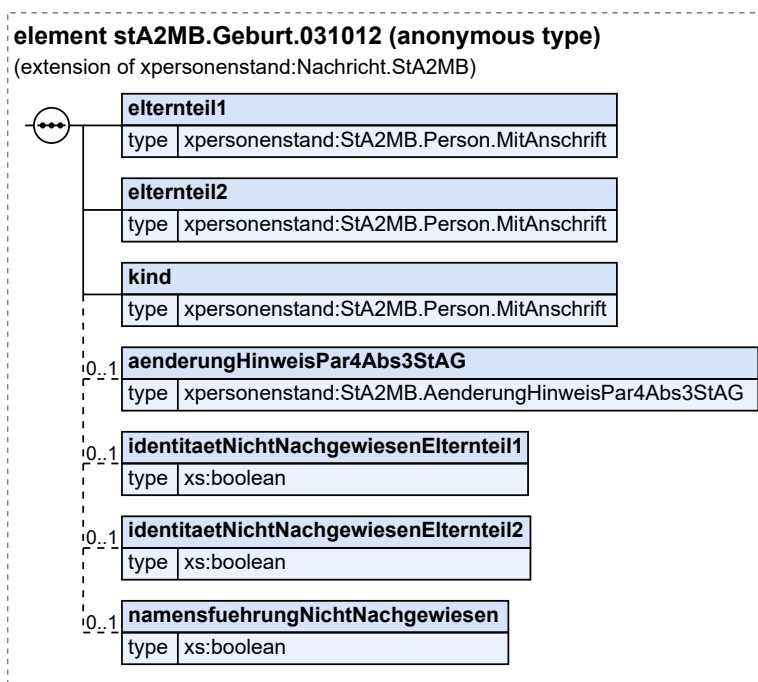 element stA2MB.Geburt.031012 (anonymous type)
(extension of xpersonenstand:Nachricht.StA2MB)
elternteil1
type xpersonenstand:StA2MB.Person.MitAnschrift
elternteil2
type xpersonenstand:StA2MB.Person.MitAnschrift
kind
type xpersonenstand:StA2MB.Person.MitAnschrift
0..1 aenderungHinweisPar4Abs3StAG
type xpersonenstand:StA2MB.AenderungHinweisPar4Abs3StAG
0..1 identitaetNichtNachgewiesenElternteil1
type xs:boolean
0..1 identitaetNichtNachgewiesenElternteil2
type xs:boolean
0..1 namensfuehrungNichtNachgewiesen
type xs:boolean